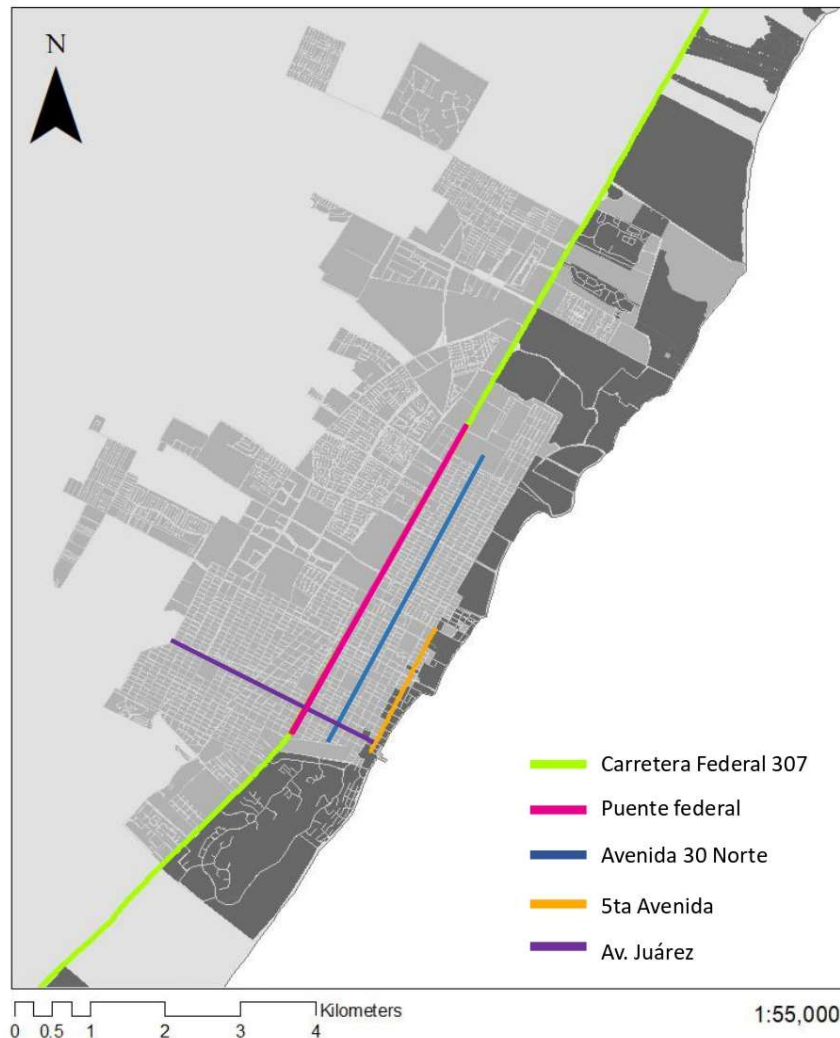 N
Carretera Federal 307
Puente federal
Avenida 30 Norte
5ta Avenida
Av. Juárez
Kilometers
0 0.5 1 2 3 4
1:55,000